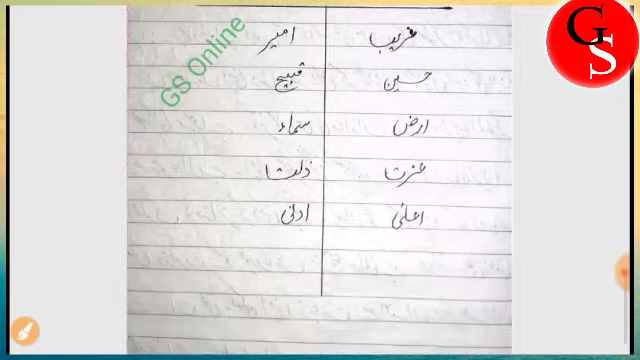 غریب امیر
حسین قبیح
ارض سماء
عزت ذلت
اعلیٰ ادنیٰ
GS Online
GS